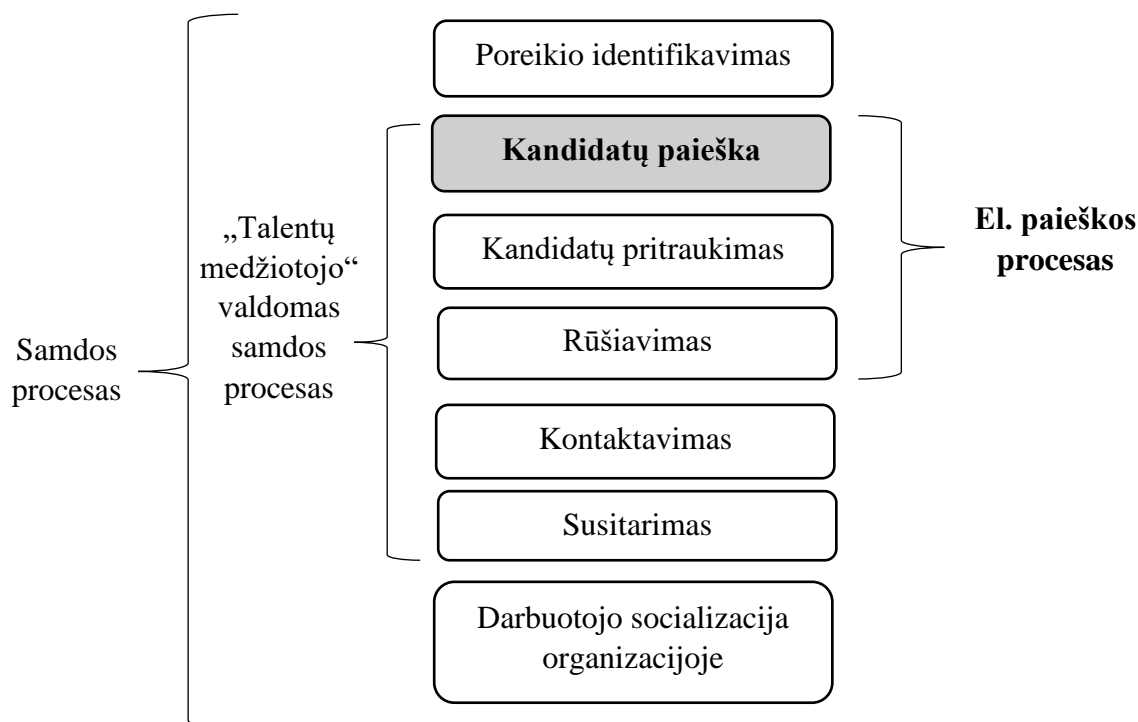 Poreikio identifikavimas
Kandidatų paieška
Kandidatų pritraukimas
Rūšiavimas
Kontaktavimas
Susitarimas
Darbuotojo socializacija
organizacijoje
Samdos
procesas
„Talentų
medžiotojo“
valdomas
samdos
procesas
El. paieškos
procesas